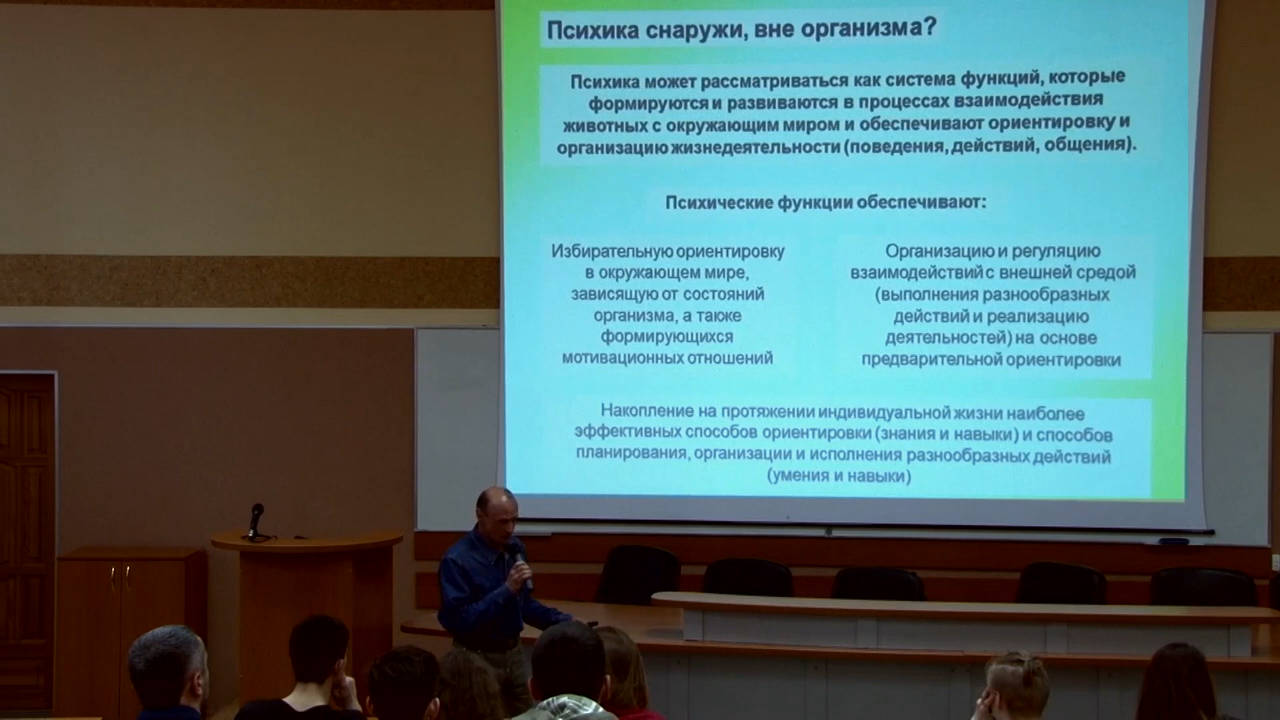 Психика снаружи, вне организма?
Психика может рассматриваться как система функций, которые
формируются и развиваются в процессах взаимодействия
животных с окружающим миром и обеспечивают ориентировку и
организацию жизнедеятельности (поведения, действий, общения).
Психические функции обеспечивают:
Избирательную ориентировку
в окружающем мире,
зависящую от состояний
организма, а также
формирующихся
мотивационных отношений
Организацию и регуляцию
взаимодействий с внешней средой
(выполнения разнообразных
действий и реализацию
деятельностей) на основе
предварительной ориентировки
Накопление на протяжении индивидуальной жизни наиболее
эффективных способов ориентировки (знания и навыки) и способов
планирования, организации и исполнения разнообразных действий
(умения и навыки)